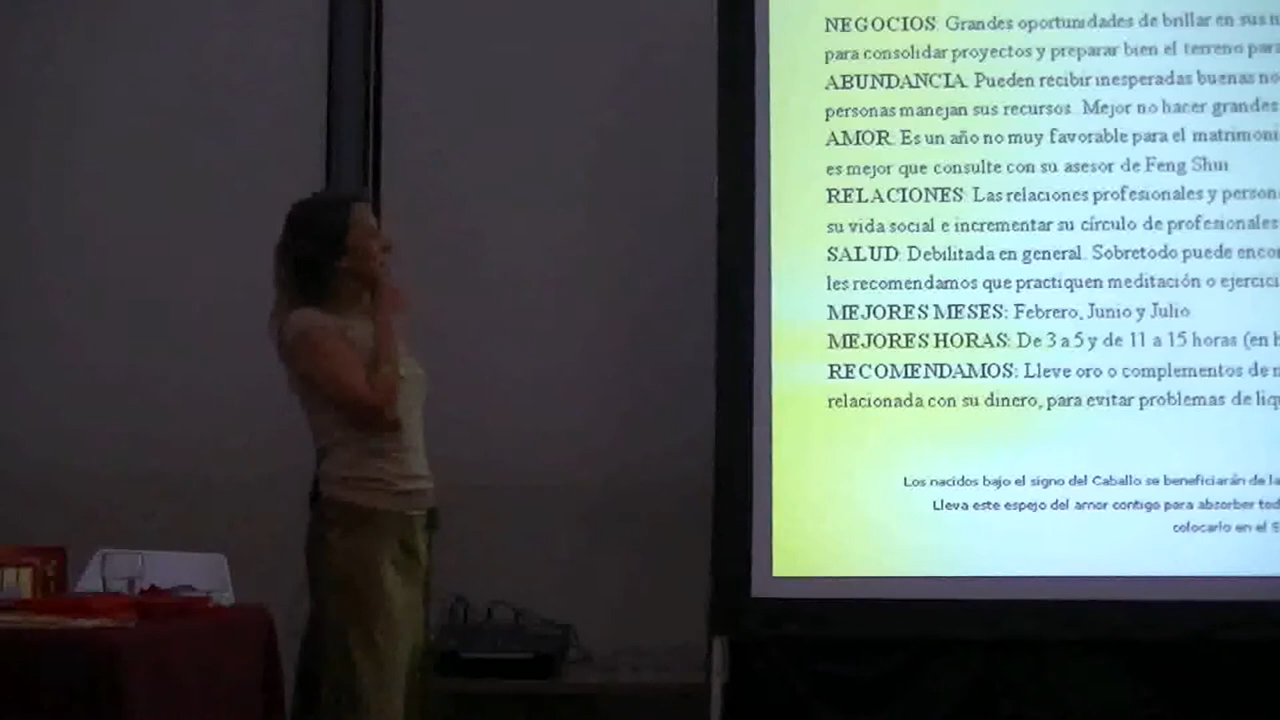 NEGOCIOS: Grandes oportunidades de brillar en sus
para consolidar proyectos y preparar bien el terreno para
ABUNDANCIA: Pueden recibir inesperadas buenas
personas manejan sus recursos. Mejor no hacer grandes
AMOR: Es un año no muy favorable para el
es mejor que consulte con su asesor de Feng Shui
RELACIONES: Las relaciones profesionales y
su vida social e incrementar su círculo de profesionales
SALUD: Debilitada en general. Sobretodo puede
les recomendamos que practiquen meditación o
MEJORES MESES: Febrero, Junio y Julio
MEJORES HORAS: De 3 a 5 y de 11 a 15 horas (en
RECOMENDAMOS: Lleve oro o complementos de
relacionada con su dinero, para evitar problemas de
Los nacidos bajo el signo del Caballo se beneficiarán de
Lleva este espejo del amor contigo para absorber
colocarlo en el